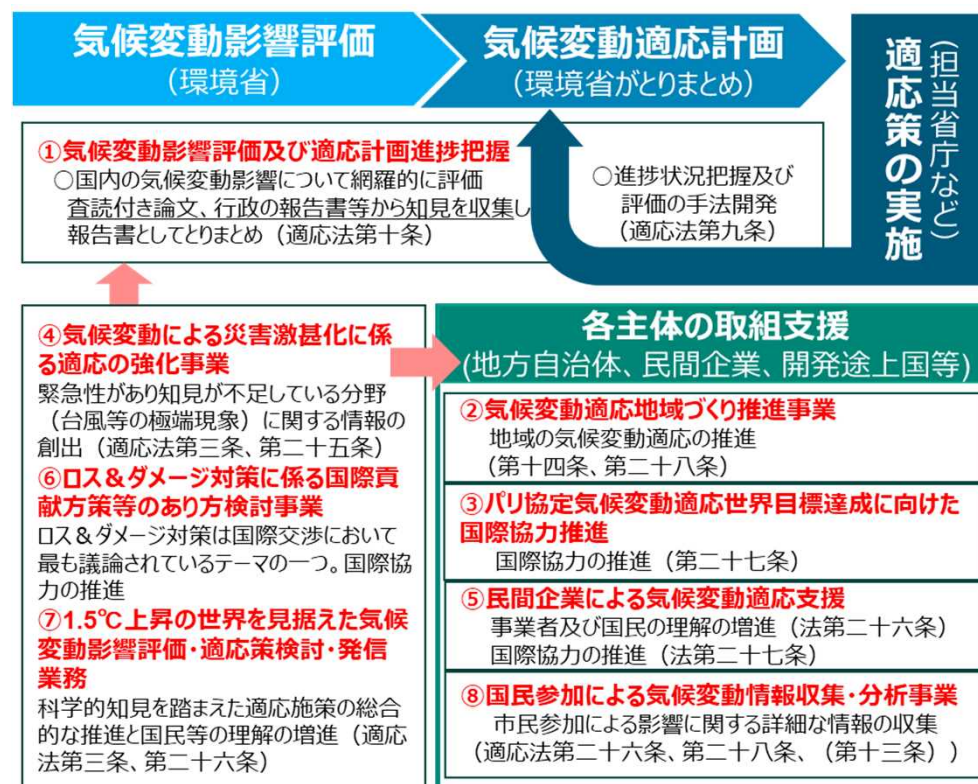 気候変動影響評価
（環境省）
気候変動適応計画
（環境省がとりまとめ）
適応策の実施
（担当省庁など）
①気候変動影響評価及び適応計画進捗把握
○国内の気候変動影響について網羅的に評価
査読付き論文、行政の報告書等から知見を収集し
報告書としてとりまとめ（適応法第十条）
○進捗状況把握及び
評価の手法開発
（適応法第九条）
④気候変動による災害激甚化に係
る適応の強化事業
緊急性があり知見が不足している分野
（台風等の極端現象）に関する情報の
創出（適応法第三条、第二十五条）
⑥ロス＆ダメージ対策に係る国際貢
献方策等のあり方検討事業
ロス＆ダメージ対策は国際交渉において
最も議論されているテーマの一つ。国際協
力の推進
⑦1.5℃上昇の世界を見据えた気候
変動影響評価・適応策検討・発信
業務
科学的知見を踏まえた適応施策の総合
的な推進と国民等の理解の増進（適応
法第三条、第二十六条）
各主体の取組支援
(地方自治体、民間企業、開発途上国等)
②気候変動適応地域づくり推進事業
地域の気候変動適応の推進
（第十四条、第二十八条）
③パリ協定気候変動適応世界目標達成に向けた
国際協力推進
国際協力の推進（第二十七条）
⑤民間企業による気候変動適応支援
事業者及び国民の理解の増進（法第二十六条）
国際協力の推進（法第二十七条）
⑧国民参加による気候変動情報収集・分析事業
市民参加による影響に関する詳細な情報の収集
（適応法第二十六条、第二十八条、（第十三条））